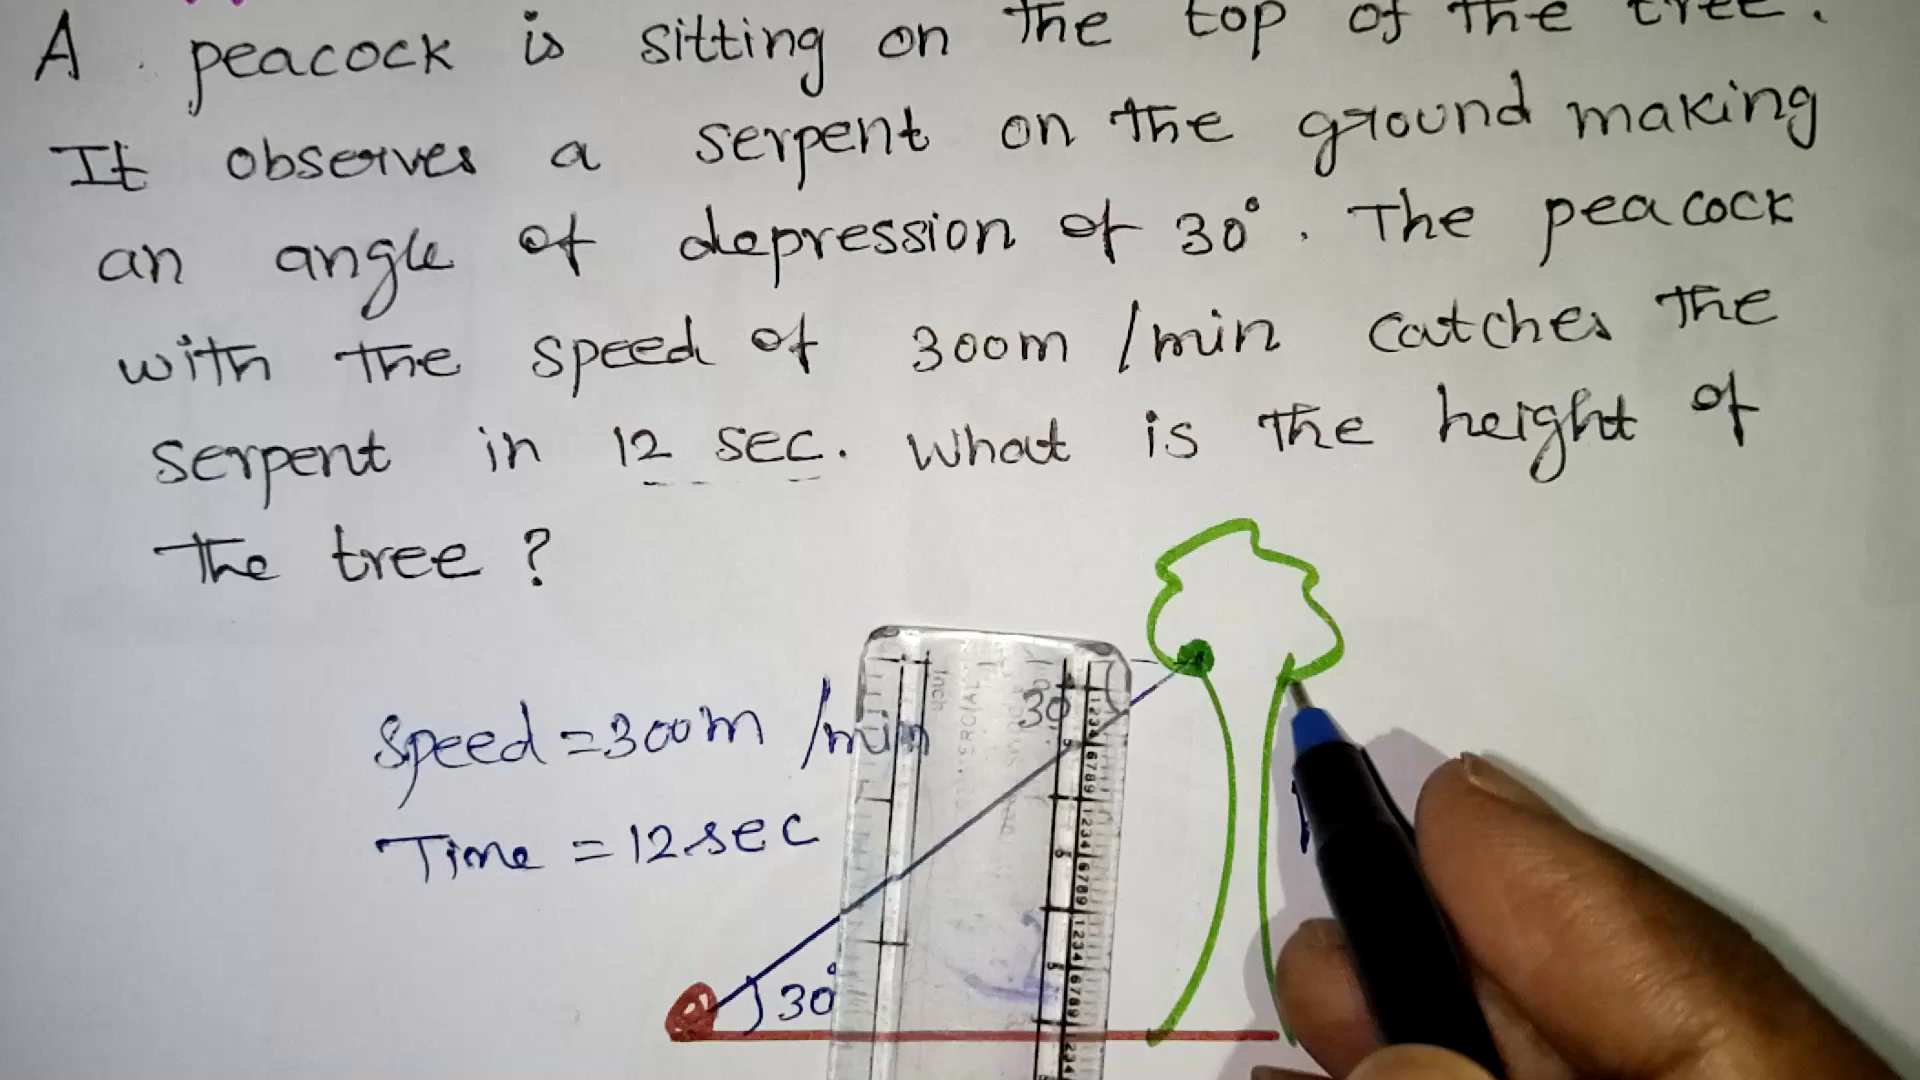 A peacock is sitting on the top of the tree.
It observes a serpent on the ground making
an angle of depression of 30°. The peacock
with the speed of 300m /min catches the
serpent in 12 sec. What is the height of
the tree?
Speed = 300m /min
Time = 12sec
30
30°
inch